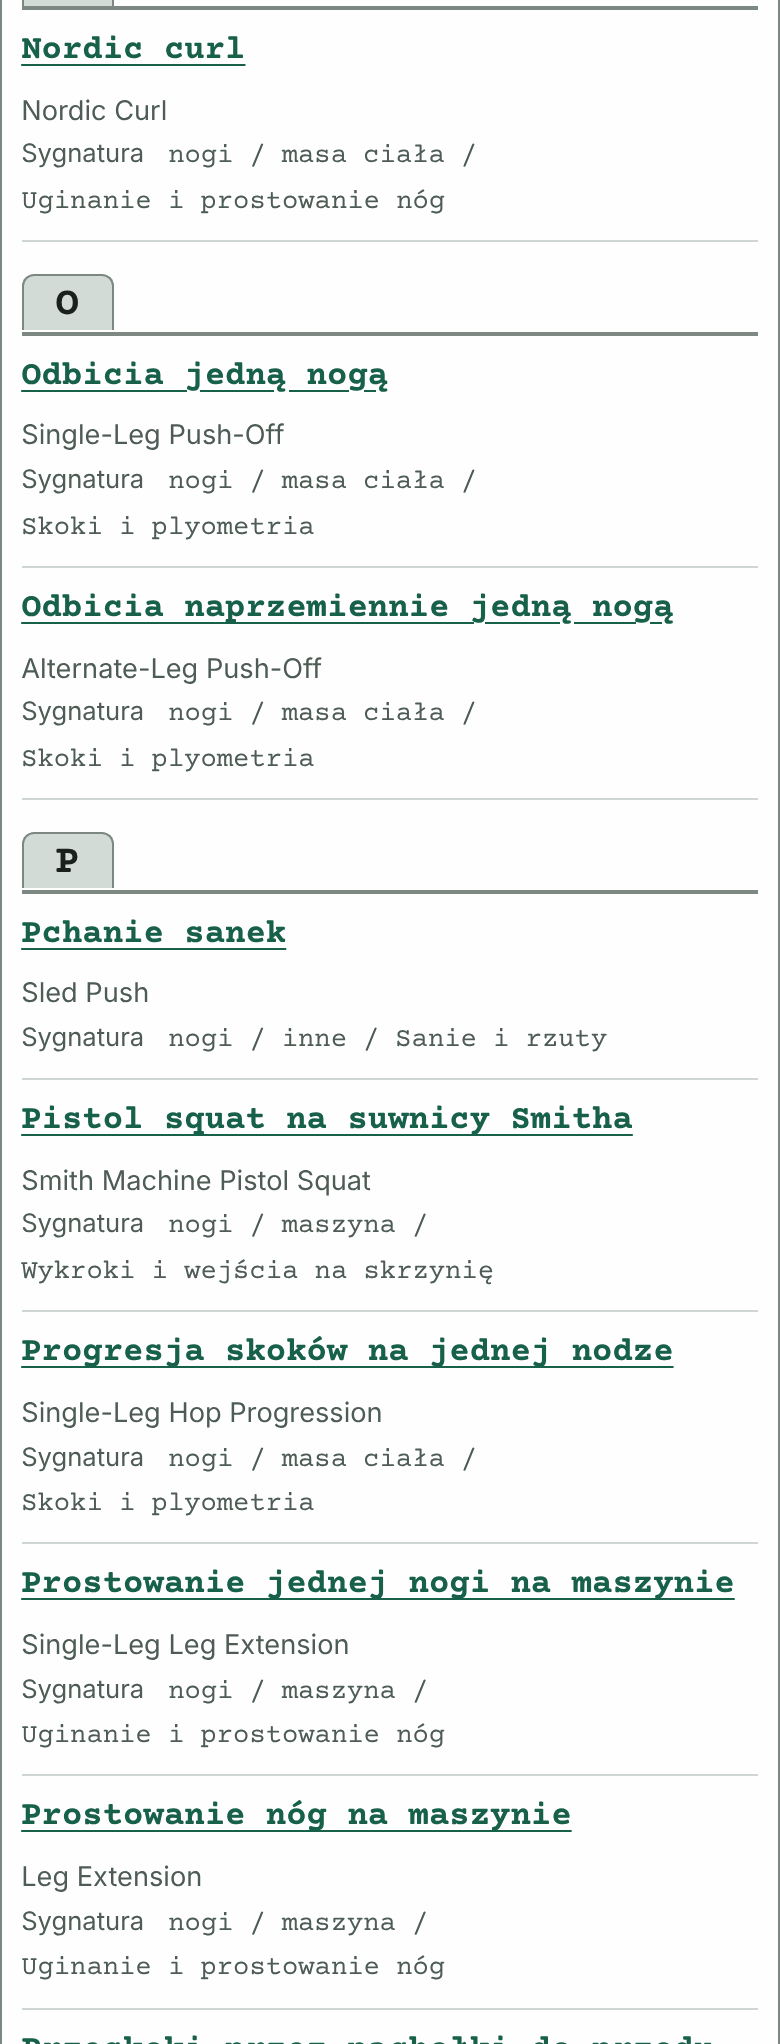 Nordic curl
Nordic Curl
Sygnatura nogi / masa ciała /
Uginanie i prostowanie nóg
O
Odbicia jedną nogą
Single-Leg Push-Off
Sygnatura nogi / masa ciała /
Skoki i plyometria
Odbicia naprzemiennie jedną nogą
Alternate-Leg Push-Off
Sygnatura nogi / masa ciała /
Skoki i plyometria
P
Pchanie sanek
Sled Push
Sygnatura nogi / inne / Sanie i rzuty
Pistol squat na suwnicy Smitha
Smith Machine Pistol Squat
Sygnatura nogi / maszyna /
Wykroki i wejścia na skrzynię
Progresja skoków na jednej nodze
Single-Leg Hop Progression
Sygnatura nogi / masa ciała /
Skoki i plyometria
Prostowanie jednej nogi na maszynie
Single-Leg Leg Extension
Sygnatura nogi / maszyna /
Uginanie i prostowanie nóg
Prostowanie nóg na maszynie
Leg Extension
Sygnatura nogi / maszyna /
Uginanie i prostowanie nóg